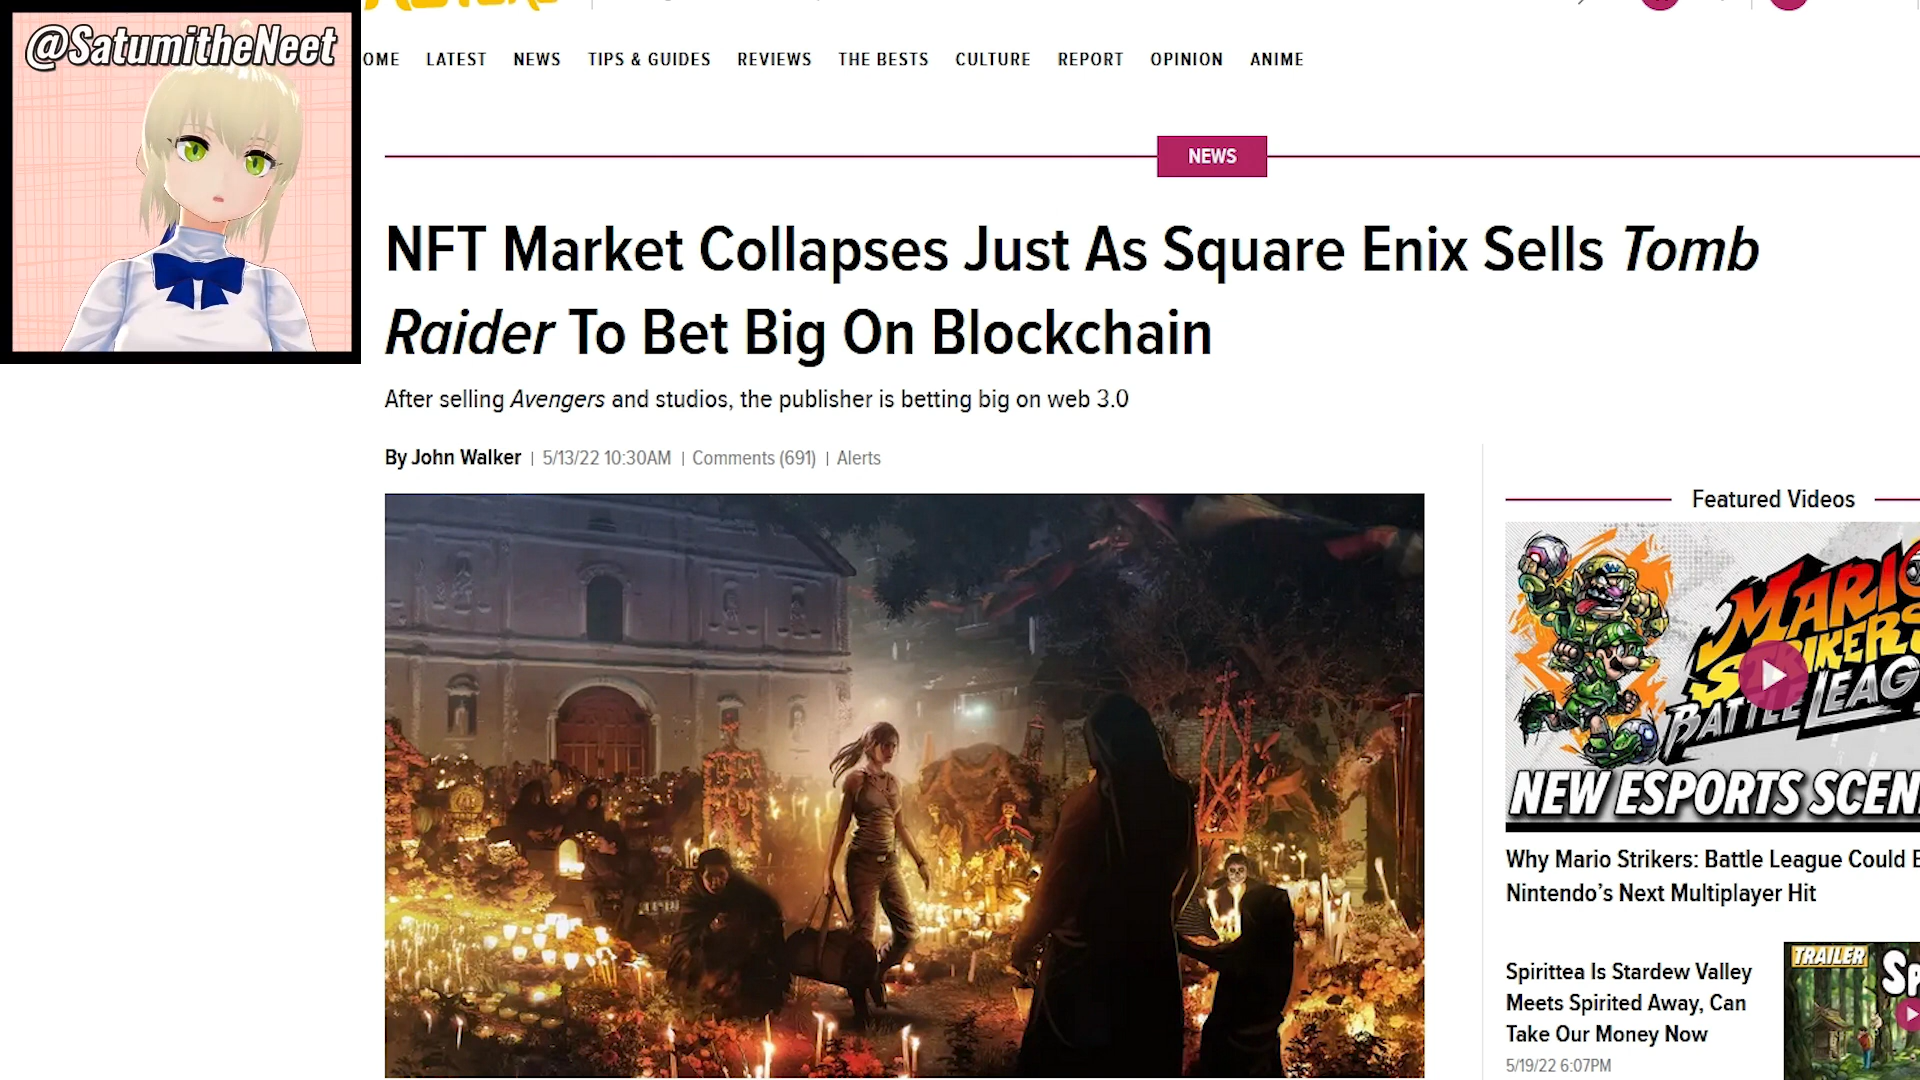 @SatumitheNeet
OME LATEST NEWS TIPS & GUIDES REVIEWS THE BESTS CULTURE REPORT OPINION ANIME
NEWS
NFT Market Collapses Just As Square Enix Sells Tomb
Raider To Bet Big On Blockchain
After selling Avengers and studios, the publisher is betting big on web 3.0
By John Walker | 5/13/22 10:30AM | Comments (691) | Alerts
Featured Videos
MARIO
STRIKERS
BATTLE LEAG
NEW ESPORTS SCEN
Why Mario Strikers: Battle League Could B
Nintendo's Next Multiplayer Hit
Spirittea Is Stardew Valley
Meets Spirited Away, Can
Take Our Money Now
5/19/22 6:07PM
TRAILER
Sp